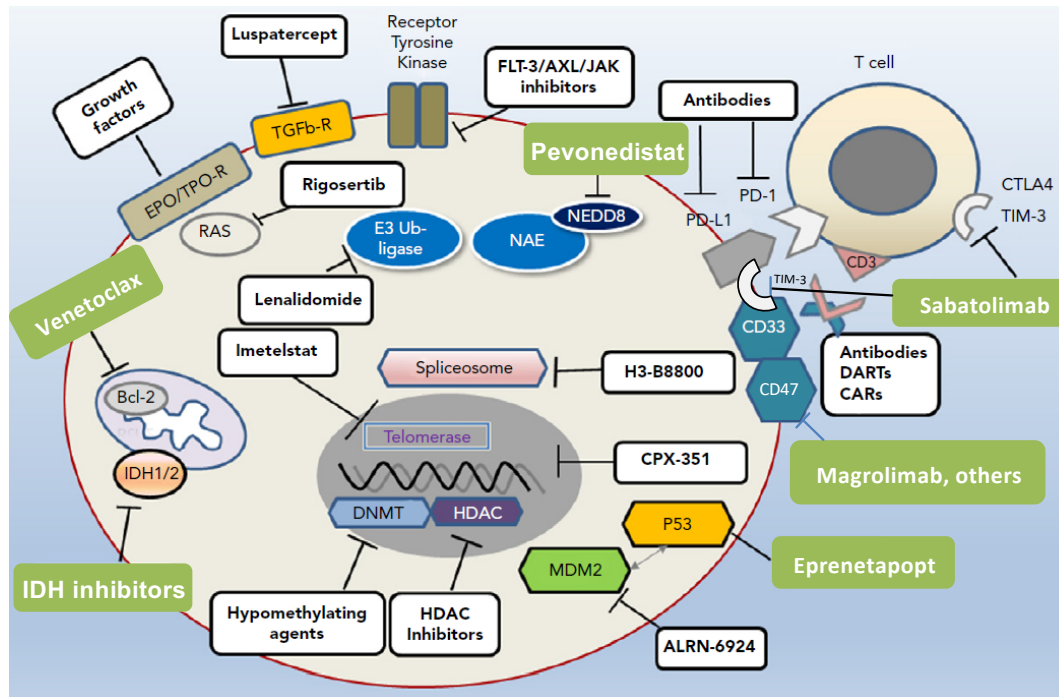 Luspatercept
Receptor
Tyrosine
Kinase
FLT-3/AXL/JAK
inhibitors
T cell
Growth
factors
TGFb-R
Antibodies
Pevonedistat
EPO/TPO-R
Rigosertib
RAS
E3 Ub-
ligase
NAE
NEDD8
PD-L1
PD-1
CTLA4
TIM-3
CD3
Venetoclax
Lenalidomide
TIM-3
Sabatolimab
CD33
Imetelstat
Spliceosome
H3-B8800
Antibodies
DARTs
CARs
CD47
Bcl-2
Telomerase
CPX-351
Magrolimab, others
IDH1/2
DNMT
HDAC
P53
MDM2
Eprenetapopt
IDH inhibitors
Hypomethylating
agents
HDAC
Inhibitors
ALRN-6924